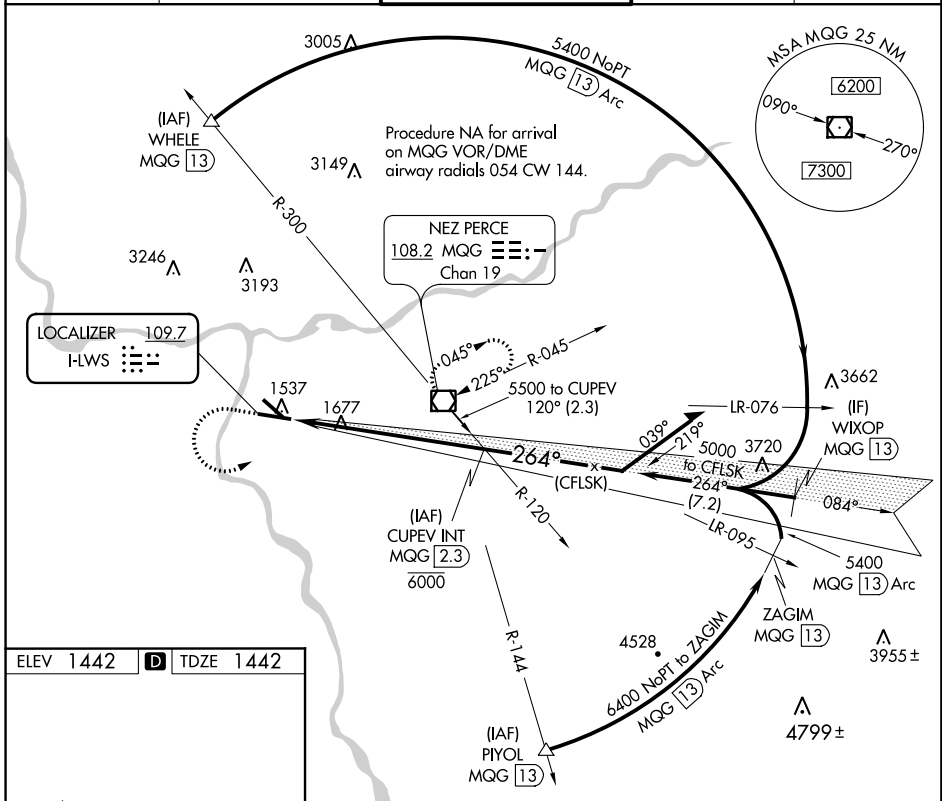 3005
5400 NoPT
MQG 13 Arc
MSA MQG 25 NM
6200
090°
270°
7300
(IAF)
WHELE
MQG 13
Procedure NA for arrival
on MQG VOR/DME
airway radials 054 CW 144.
3149
R-300
NEZ PERCE
108.2 MQG
Chan 19
3246
3193
LOCALIZER 109.7
I-LWS
045°
R-045
225°
5500 to CUPEV
120° (2.3)
1537
1677
3662
LR-076
(IF)
WIXOP
MQG 13
039°
219°
5000
to CFLSK
3720
264°
(CFLSK)
264°
(7.2)
084°
R-120
LR-095
(IAF)
CUPEV INT
MQG 2.3
6000
5400
MQG 13 Arc
ZAGIM
MQG 13
R-144
4528
3955±
6400 NoPT to ZAGIM
MQG 13 Arc
4799±
(IAF)
PIYOL
MQG 13
ELEV 1442 D TDZE 1442